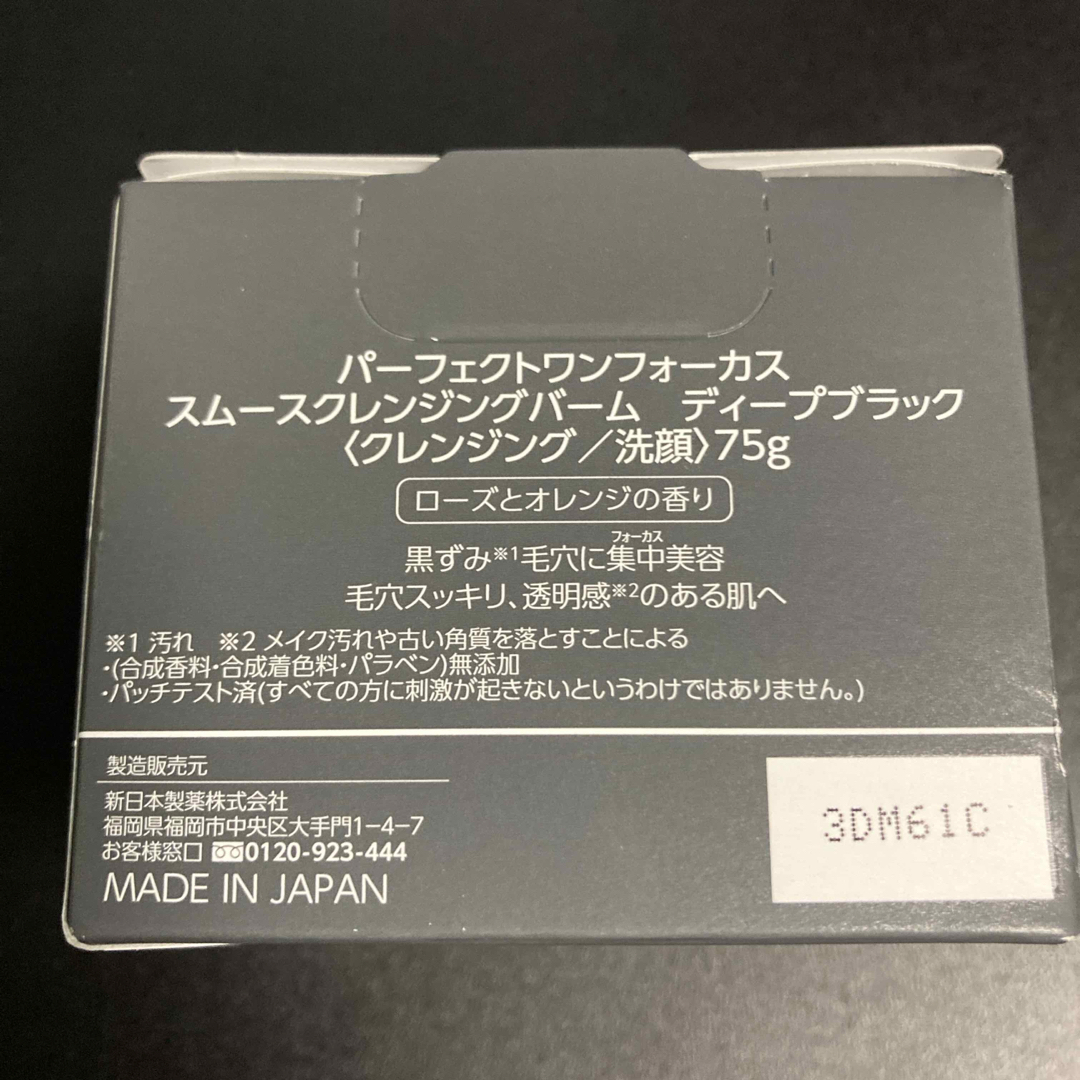 パーフェクトワンフォーカス
スムースクレンジングバーム　ディープブラック
〈クレンジング／洗顔〉75g
ローズとオレンジの香り
フォーカス
黒ずみ※1毛穴に集中美容
毛穴スッキリ、透明感※2のある肌へ
※1 汚れ　※2 メイク汚れや古い角質を落とすことによる
・(合成香料・合成着色料・パラベン)無添加
・パッチテスト済(すべての方に刺激が起きないというわけではありません。)
製造販売元
新日本製薬株式会社
福岡県福岡市中央区大手門1-4-7
お客様窓口 0120-923-444
MADE IN JAPAN
3DM61C